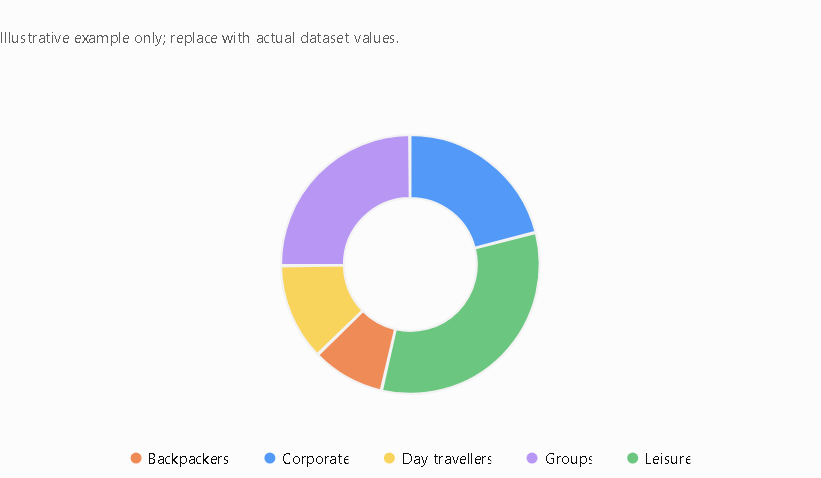 Illustrative example only; replace with actual dataset values.
Backpackers Corporate Day travellers Groups Leisure